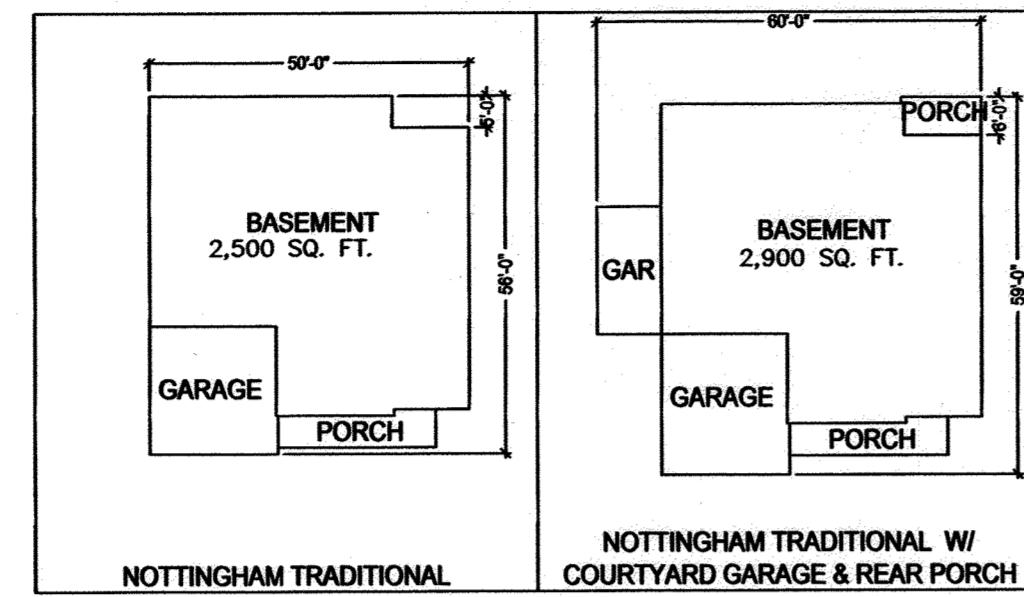 50'-0"
5'-0"
56'-0"
BASEMENT
2,500 SQ. FT.
GARAGE
PORCH
NOTTINGHAM TRADITIONAL
60'-0"
PORCH
6'-0"
59'-0"
BASEMENT
2,900 SQ. FT.
GAR
GARAGE
PORCH
NOTTINGHAM TRADITIONAL W/
COURTYARD GARAGE & REAR PORCH